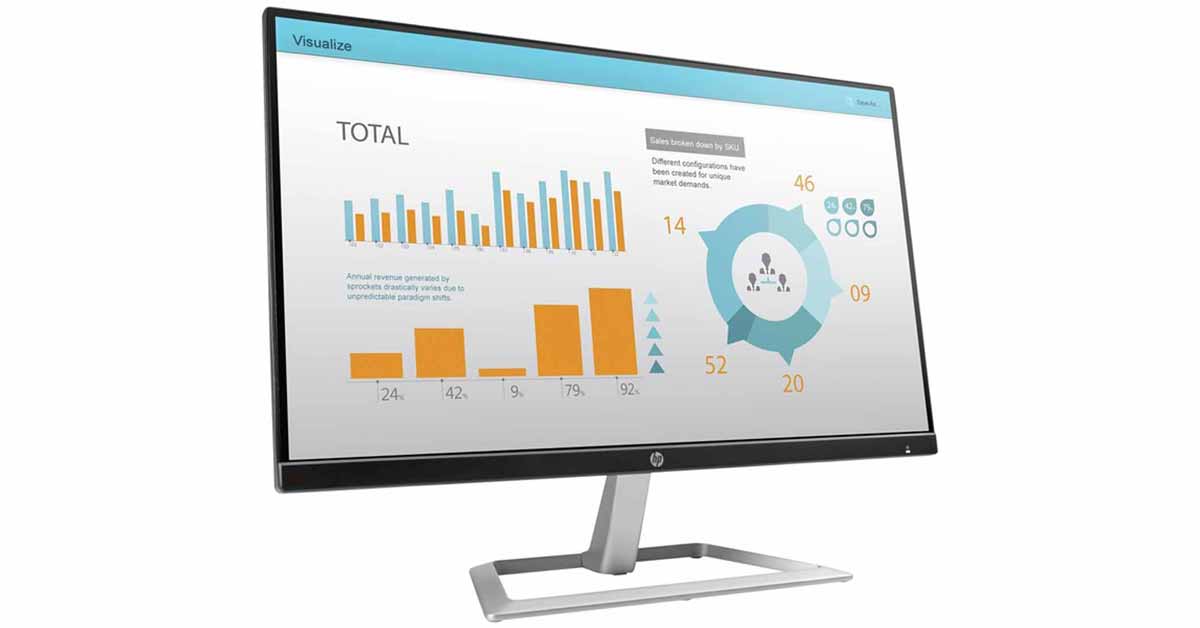 Visualize
TOTAL
Sales broken down by SKU
Different configurations have
been created for unique
market demands.
46
14
24%
42%
79%
09
52
20
Annual revenue generated by
sprockets drastically varies due to
unpredictable paradigm shifts.
24%
42%
9%
79%
92%
hp